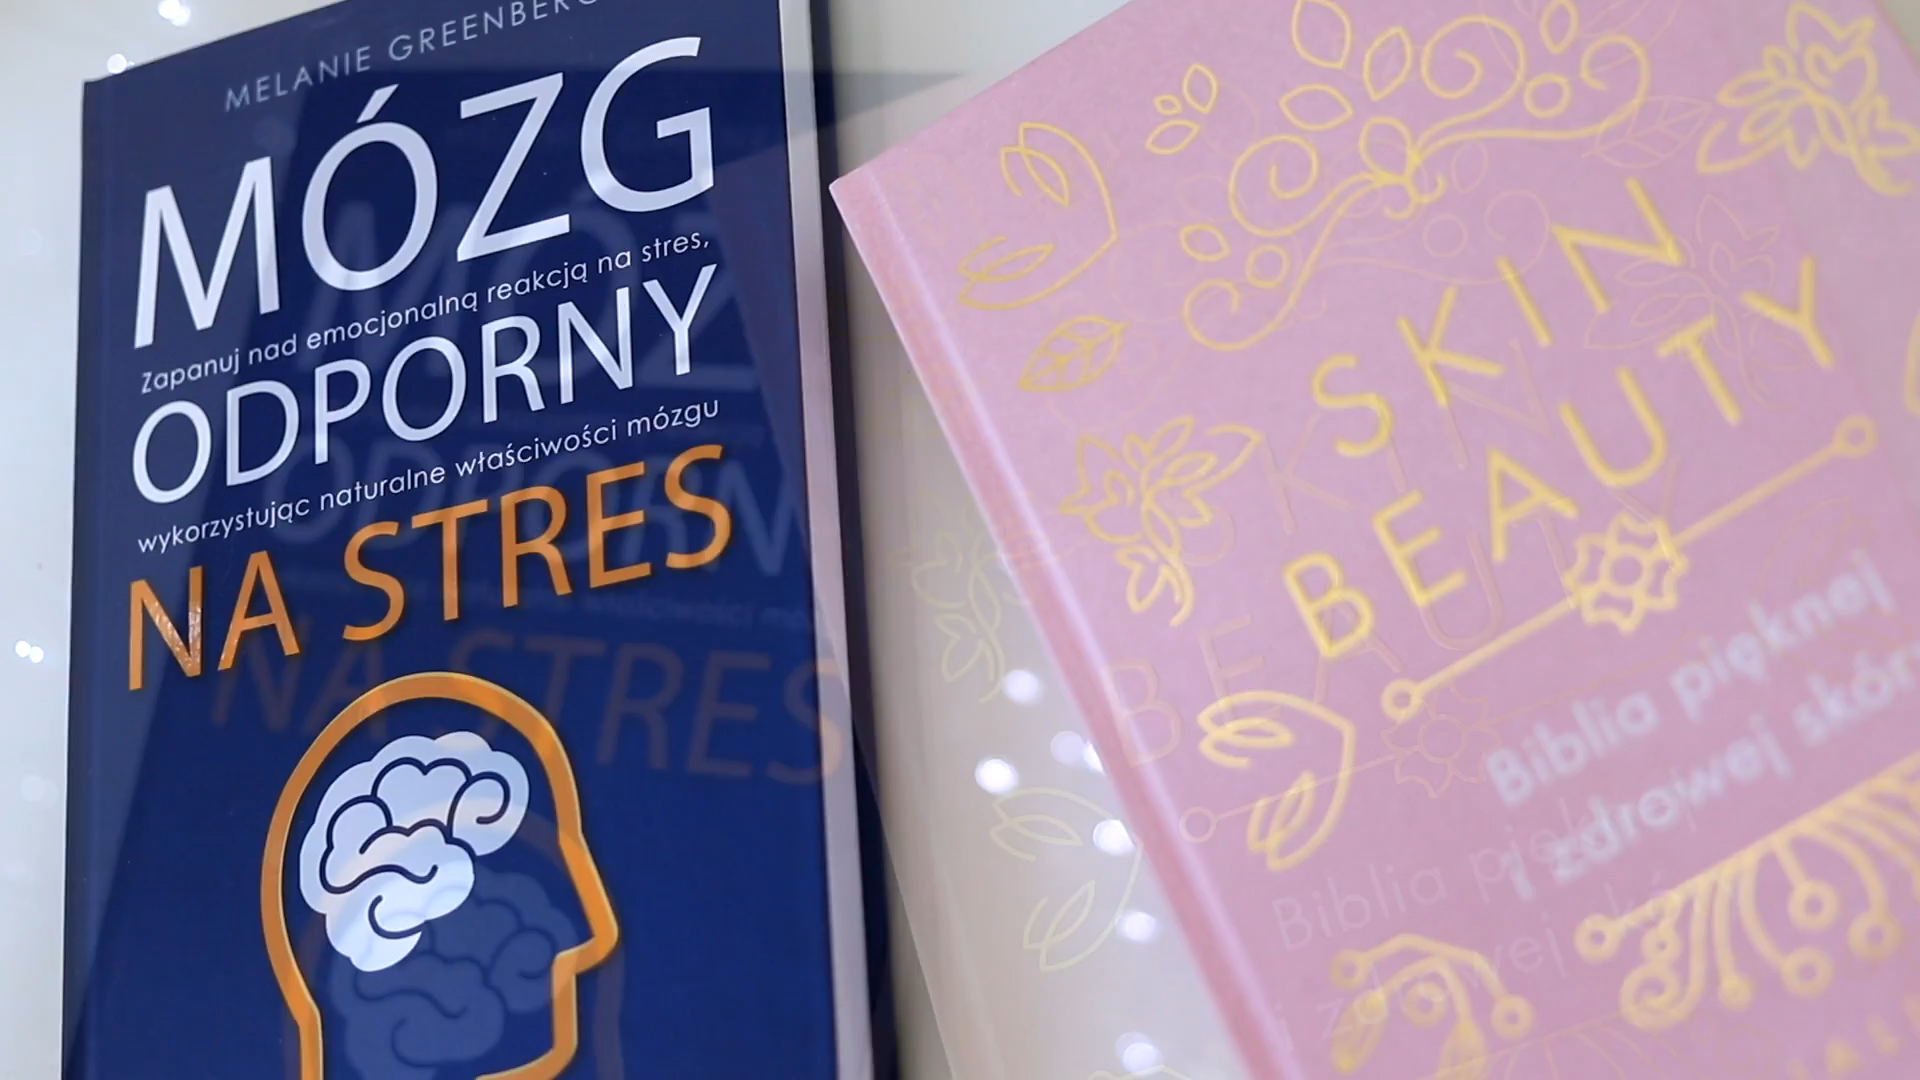 MELANIE GREENBERG
MÓZG
Zapanuj nad emocjonalną reakcją na stres,
ODPORNY
wykorzystując naturalne właściwości mózgu
NA STRES
SKIN
BEAUTY
Biblia pięknej
i zdrowej skóry